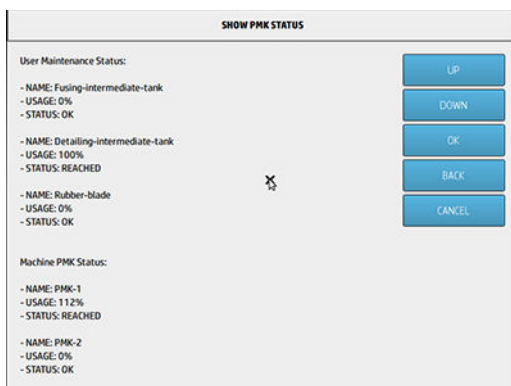 SHOW PMK STATUS
User Maintenance Status:
- NAME: Fusing-intermediate-tank
- USAGE: 0%
- STATUS: OK
- NAME: Detailing-intermediate-tank
- USAGE: 100%
- STATUS: REACHED
- NAME: Rubber-blade
- USAGE: 0%
- STATUS: OK
Machine PMK Status:
- NAME: PMK-1
- USAGE: 112%
- STATUS: REACHED
- NAME: PMK-2
- USAGE: 0%
- STATUS: OK
UP
DOWN
OK
BACK
CANCEL